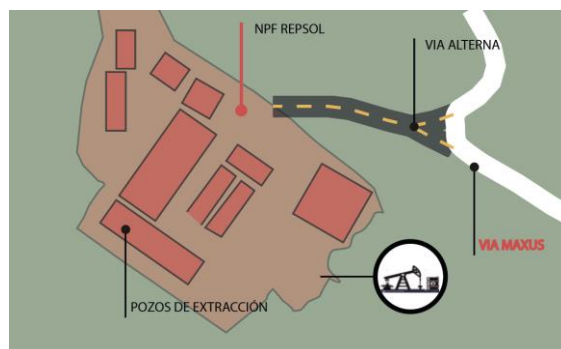 NPF REPSOL
VIA ALTERNA
VIA MAXUS
POZOS DE EXTRACCIÓN